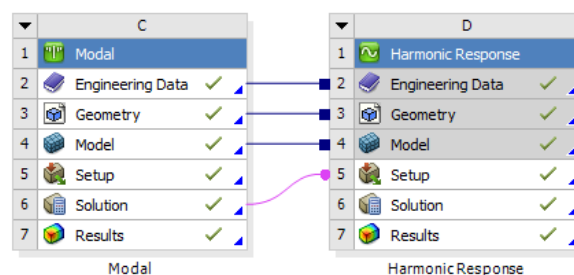 C
1 Modal
2 Engineering Data
3 Geometry
4 Model
5 Setup
6 Solution
7 Results
Modal
D
1 Harmonic Response
2 Engineering Data
3 Geometry
4 Model
5 Setup
6 Solution
7 Results
Harmonic Response